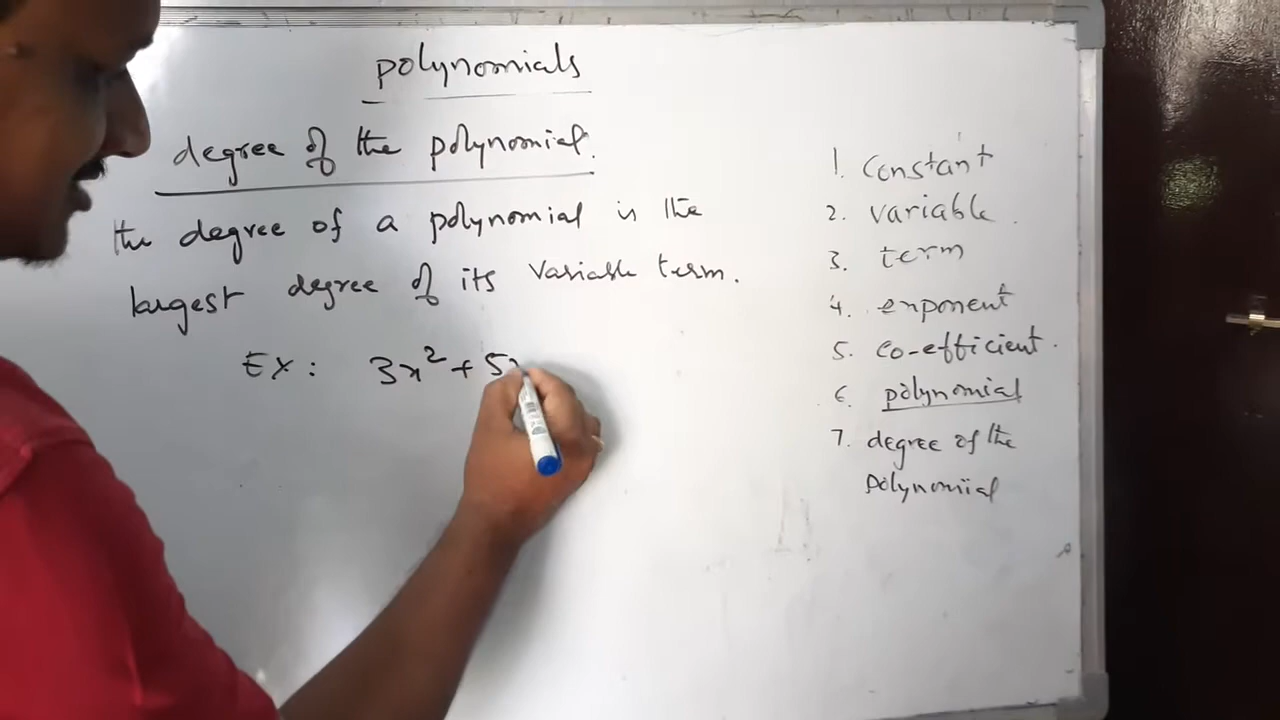 polynomials
degree of the polynomial.
the degree of a polynomial is the
largest degree of its variable term.
EX : 3x² + 5x
1. Constant
2. variable.
3. term
4. exponent
5. co-efficient.
6. polynomial
7. degree of the
polynomial